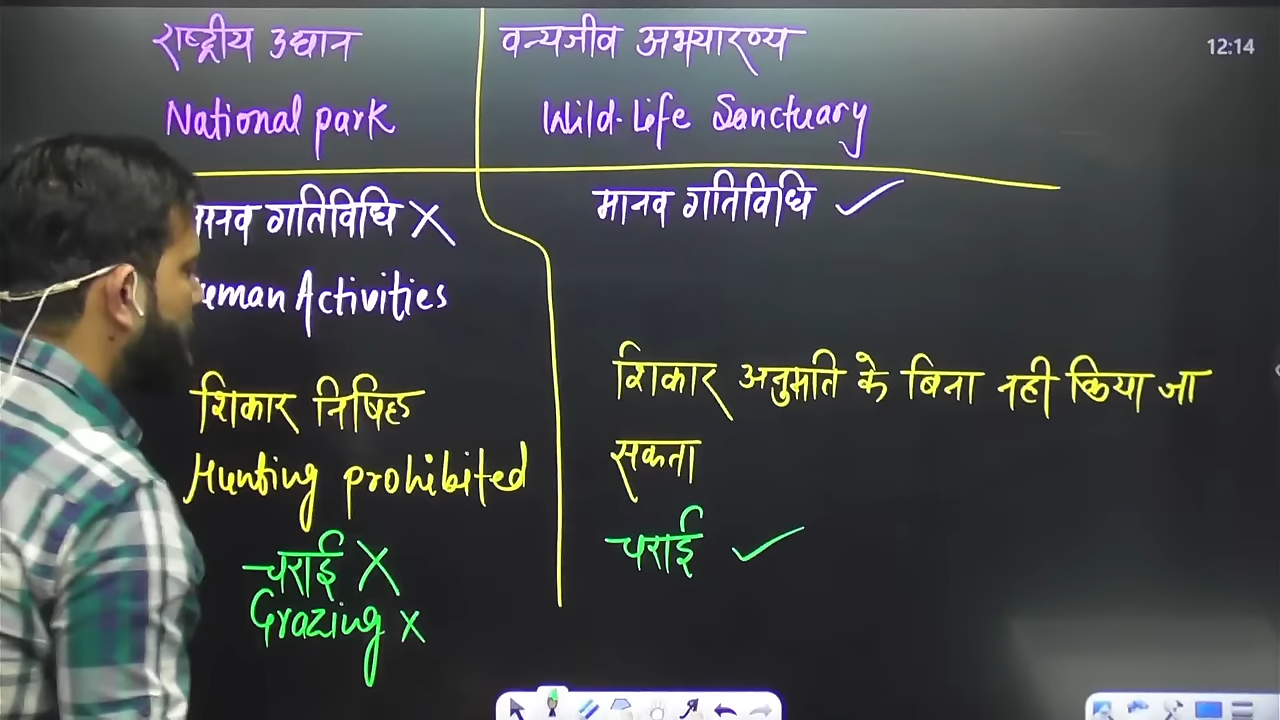 राष्ट्रीय उद्यान
National park
वन्यजीव अभ्यारण्य
Wild-Life Sanctuary
12:14
गतिविधि X
Activities
शिकार निषिद्ध
Hunting prohibited
चराई X
Grazing X
मानव गतिविधि ✓
शिकार अनुमति के बिना नही किया जा
सकता
चराई ✓